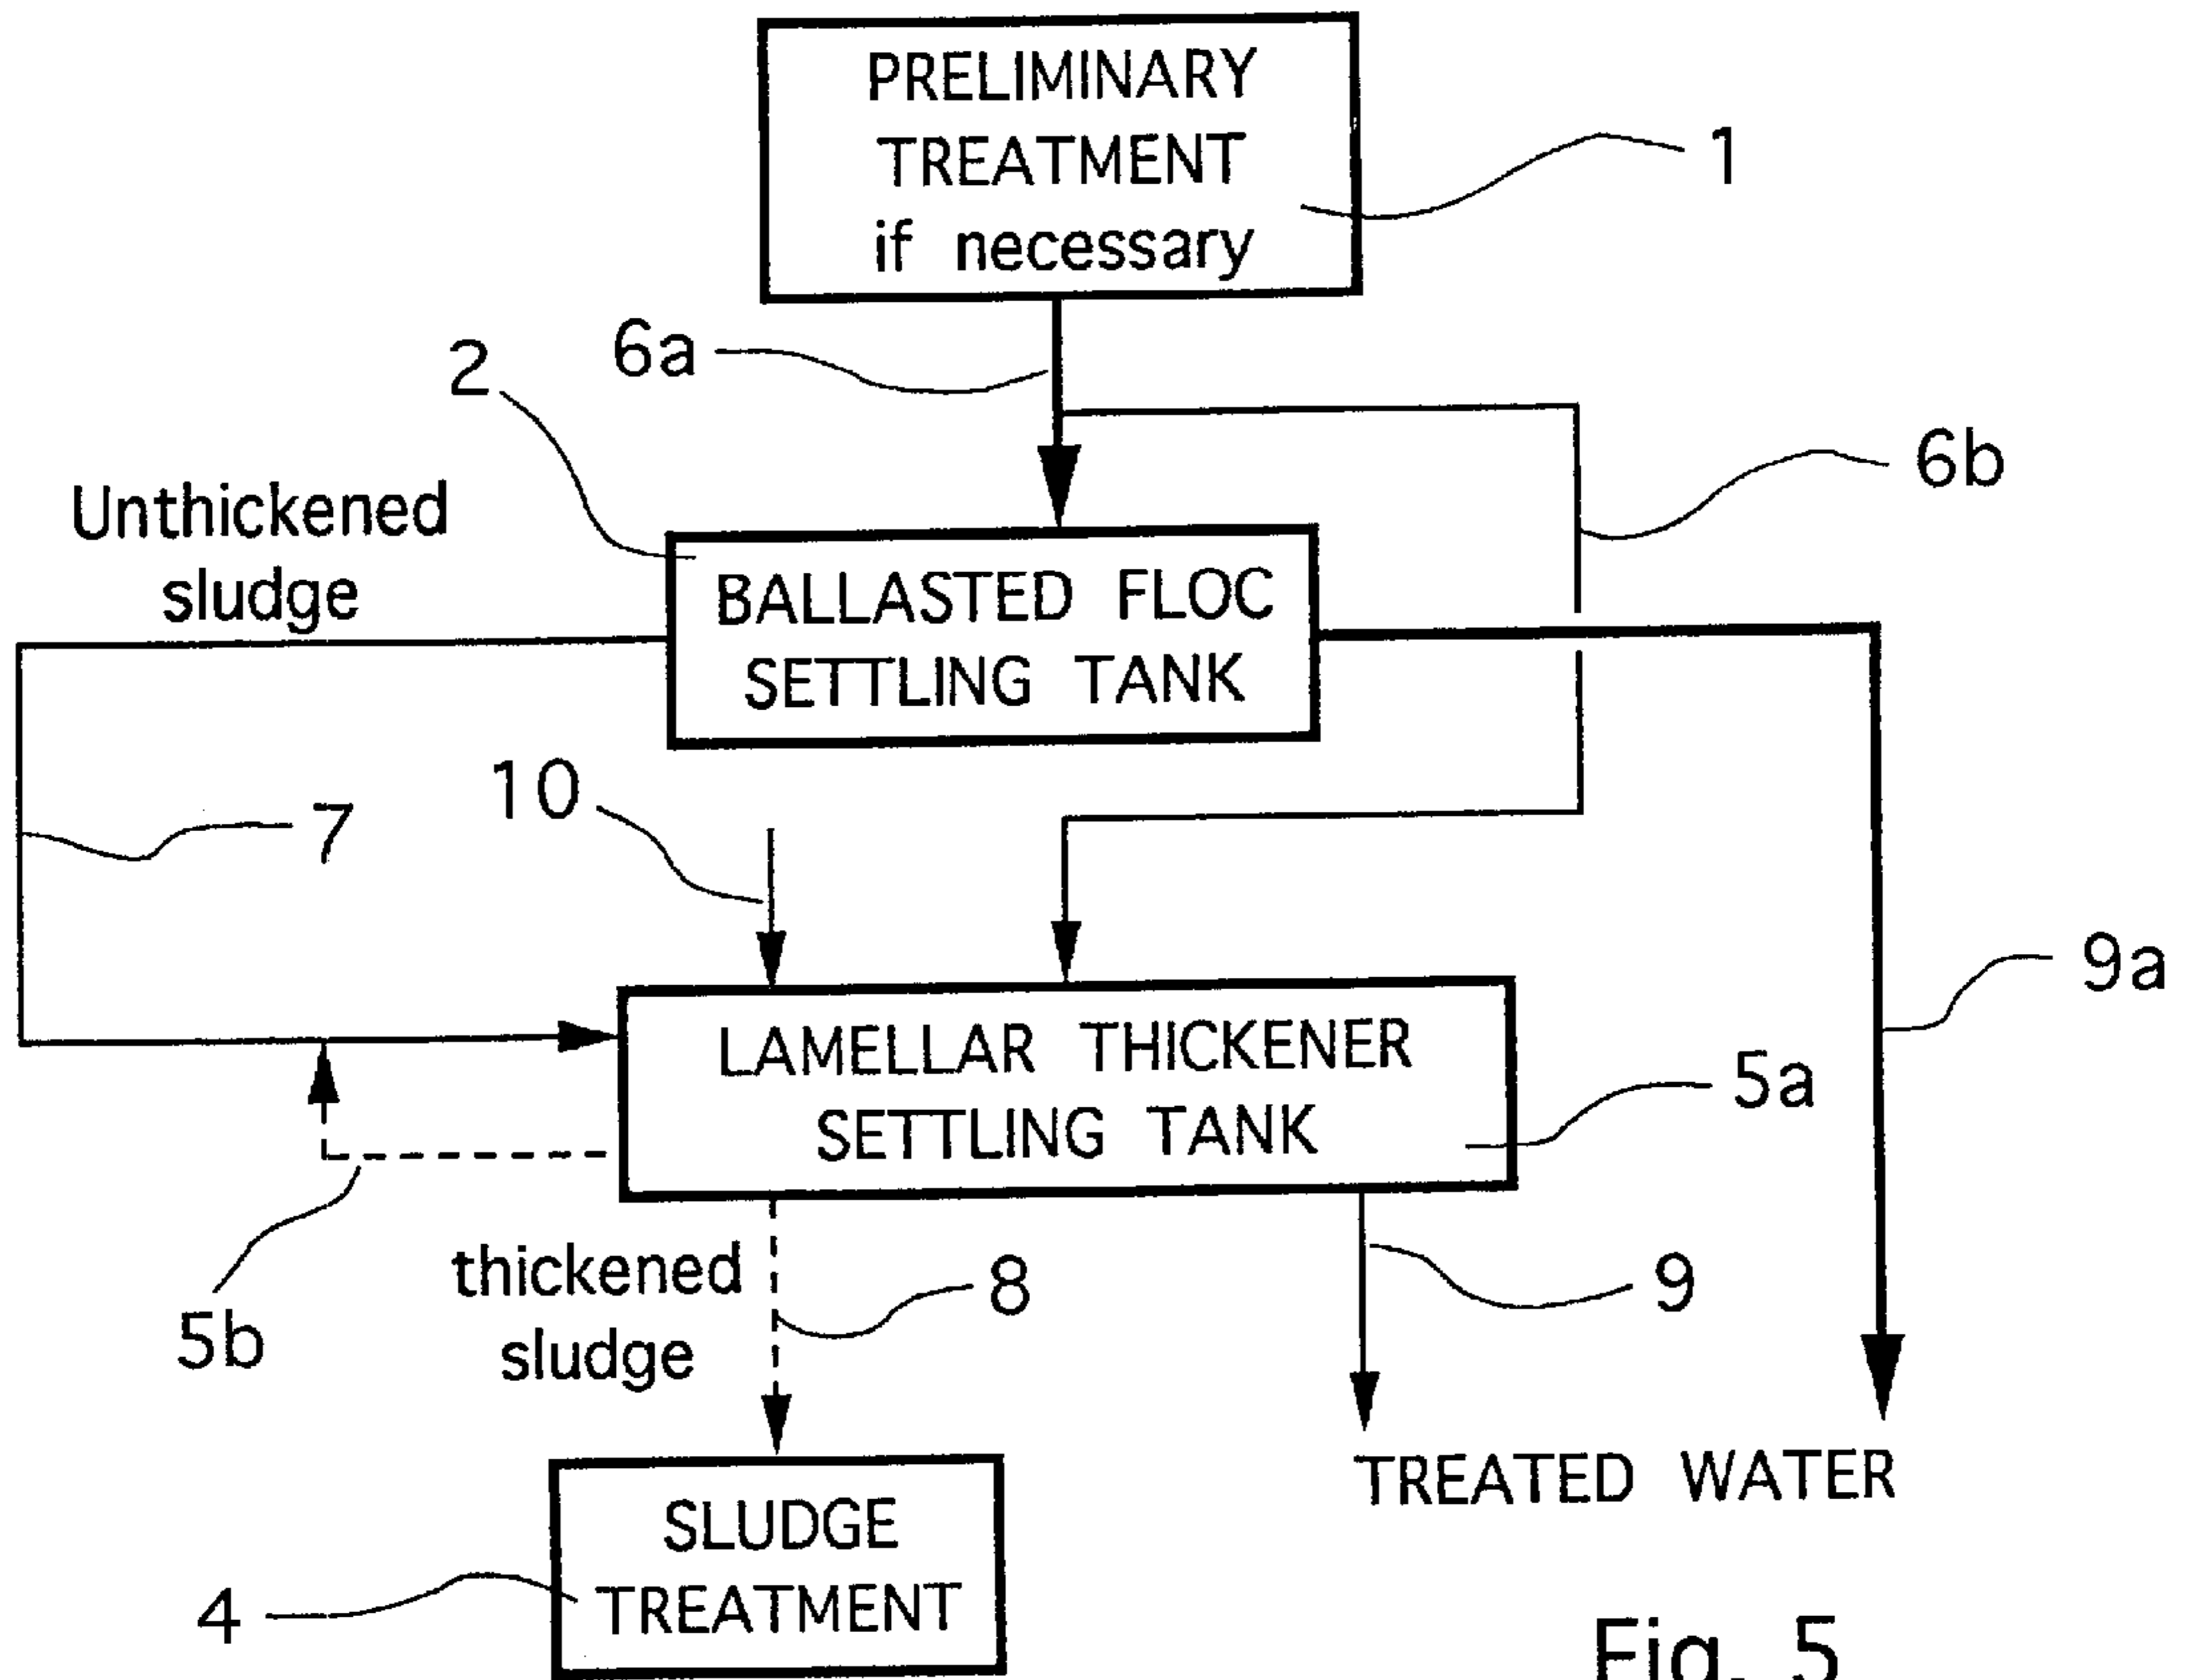 PRELIMINARY
TREATMENT
if necessary
1
6a
2
6b
Unthickened
sludge
BALLASTED FLOC
SETTLING TANK
10
7
9a
LAMELLAR THICKENER
SETTLING TANK
5a
5b
thickened
sludge
8
9
TREATED WATER
SLUDGE
TREATMENT
4
Fig. 5